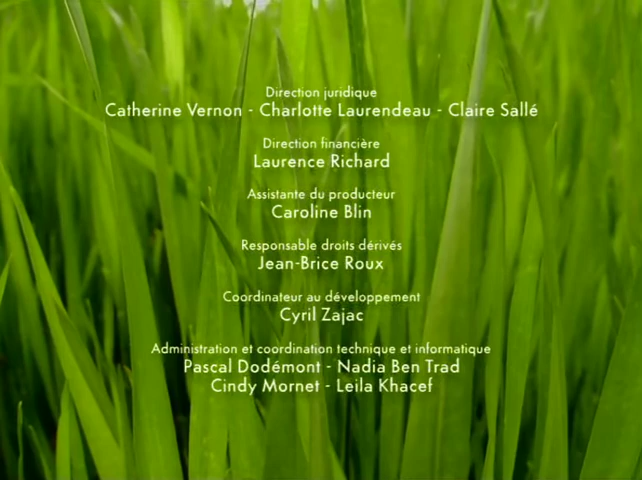 Direction juridique
Catherine Vernon - Charlotte Laurendeau - Claire Sallé
Direction financière
Laurence Richard
Assistante du producteur
Caroline Blin
Responsable droits dérivés
Jean-Brice Roux
Coordinateur au développement
Cyril Zajac
Administration et coordination technique et informatique
Pascal Dodémont - Nadia Ben Trad
Cindy Mornet - Leila Khacef